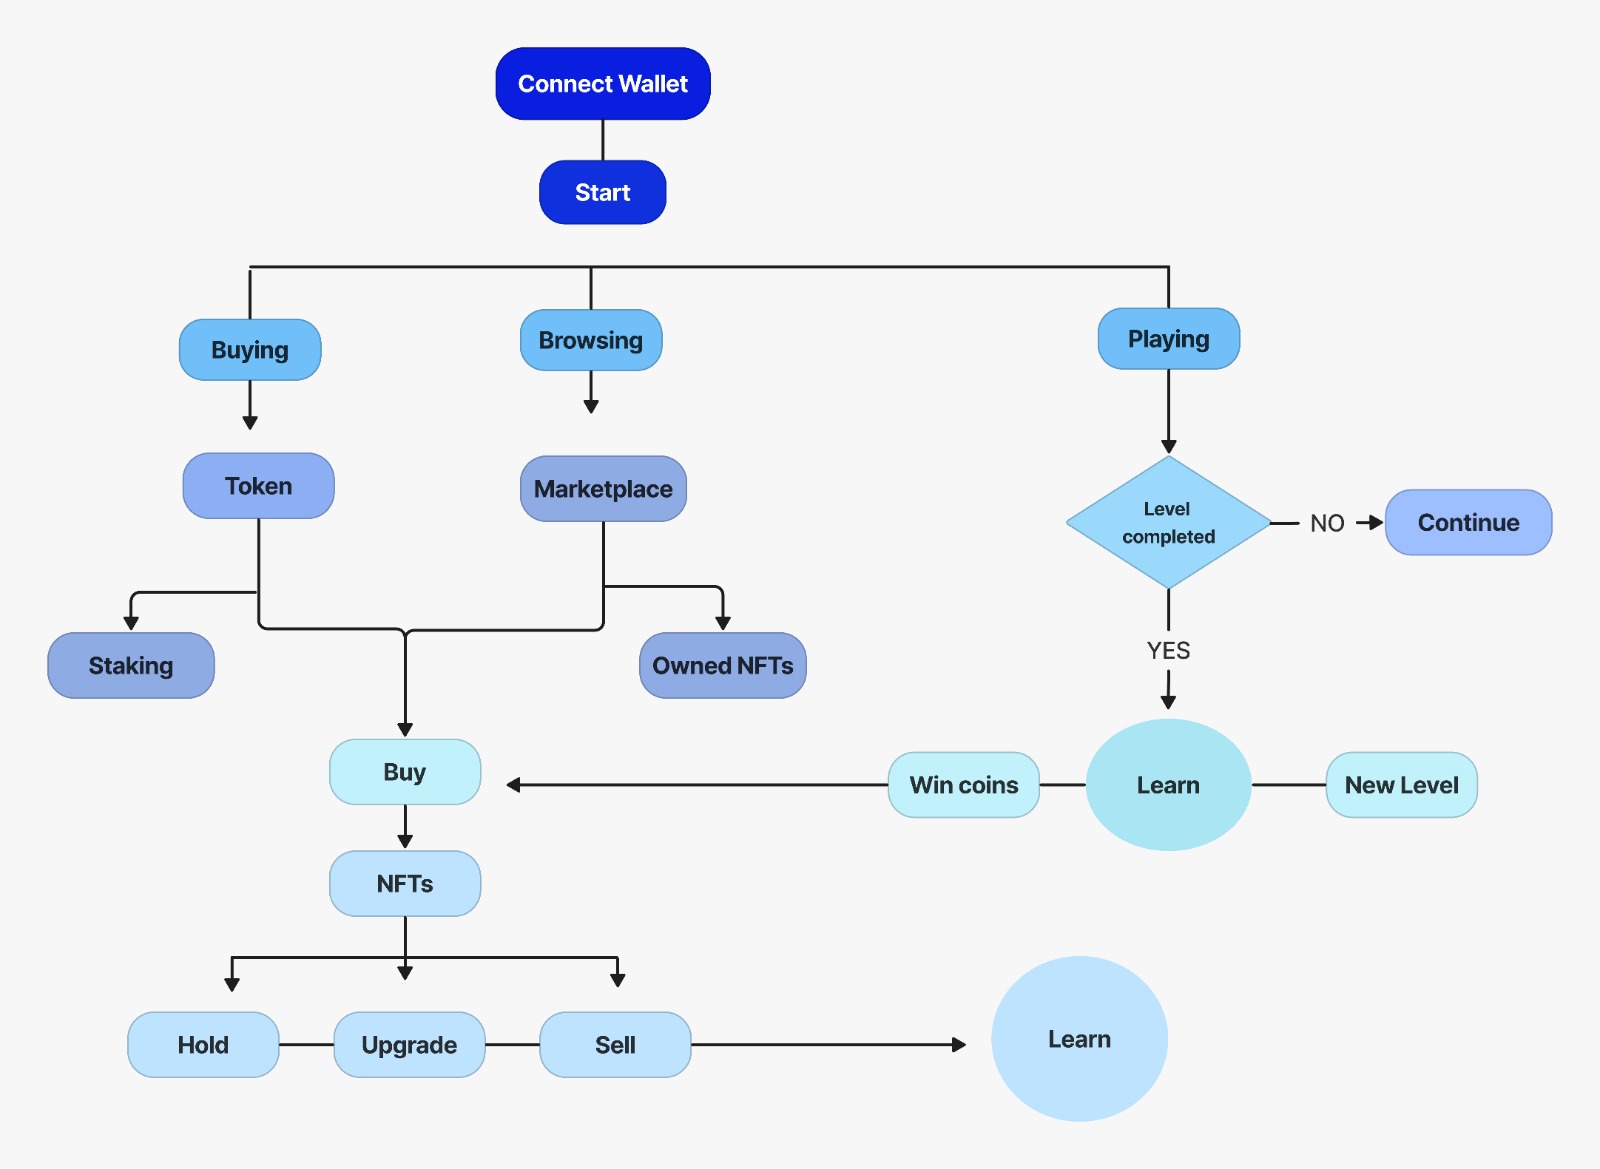 Connect Wallet
Start
Buying
Browsing
Playing
Token
Marketplace
Level
completed
NO
Continue
Staking
Owned NFTs
YES
Buy
Win coins
Learn
New Level
NFTs
Hold
Upgrade
Sell
Learn